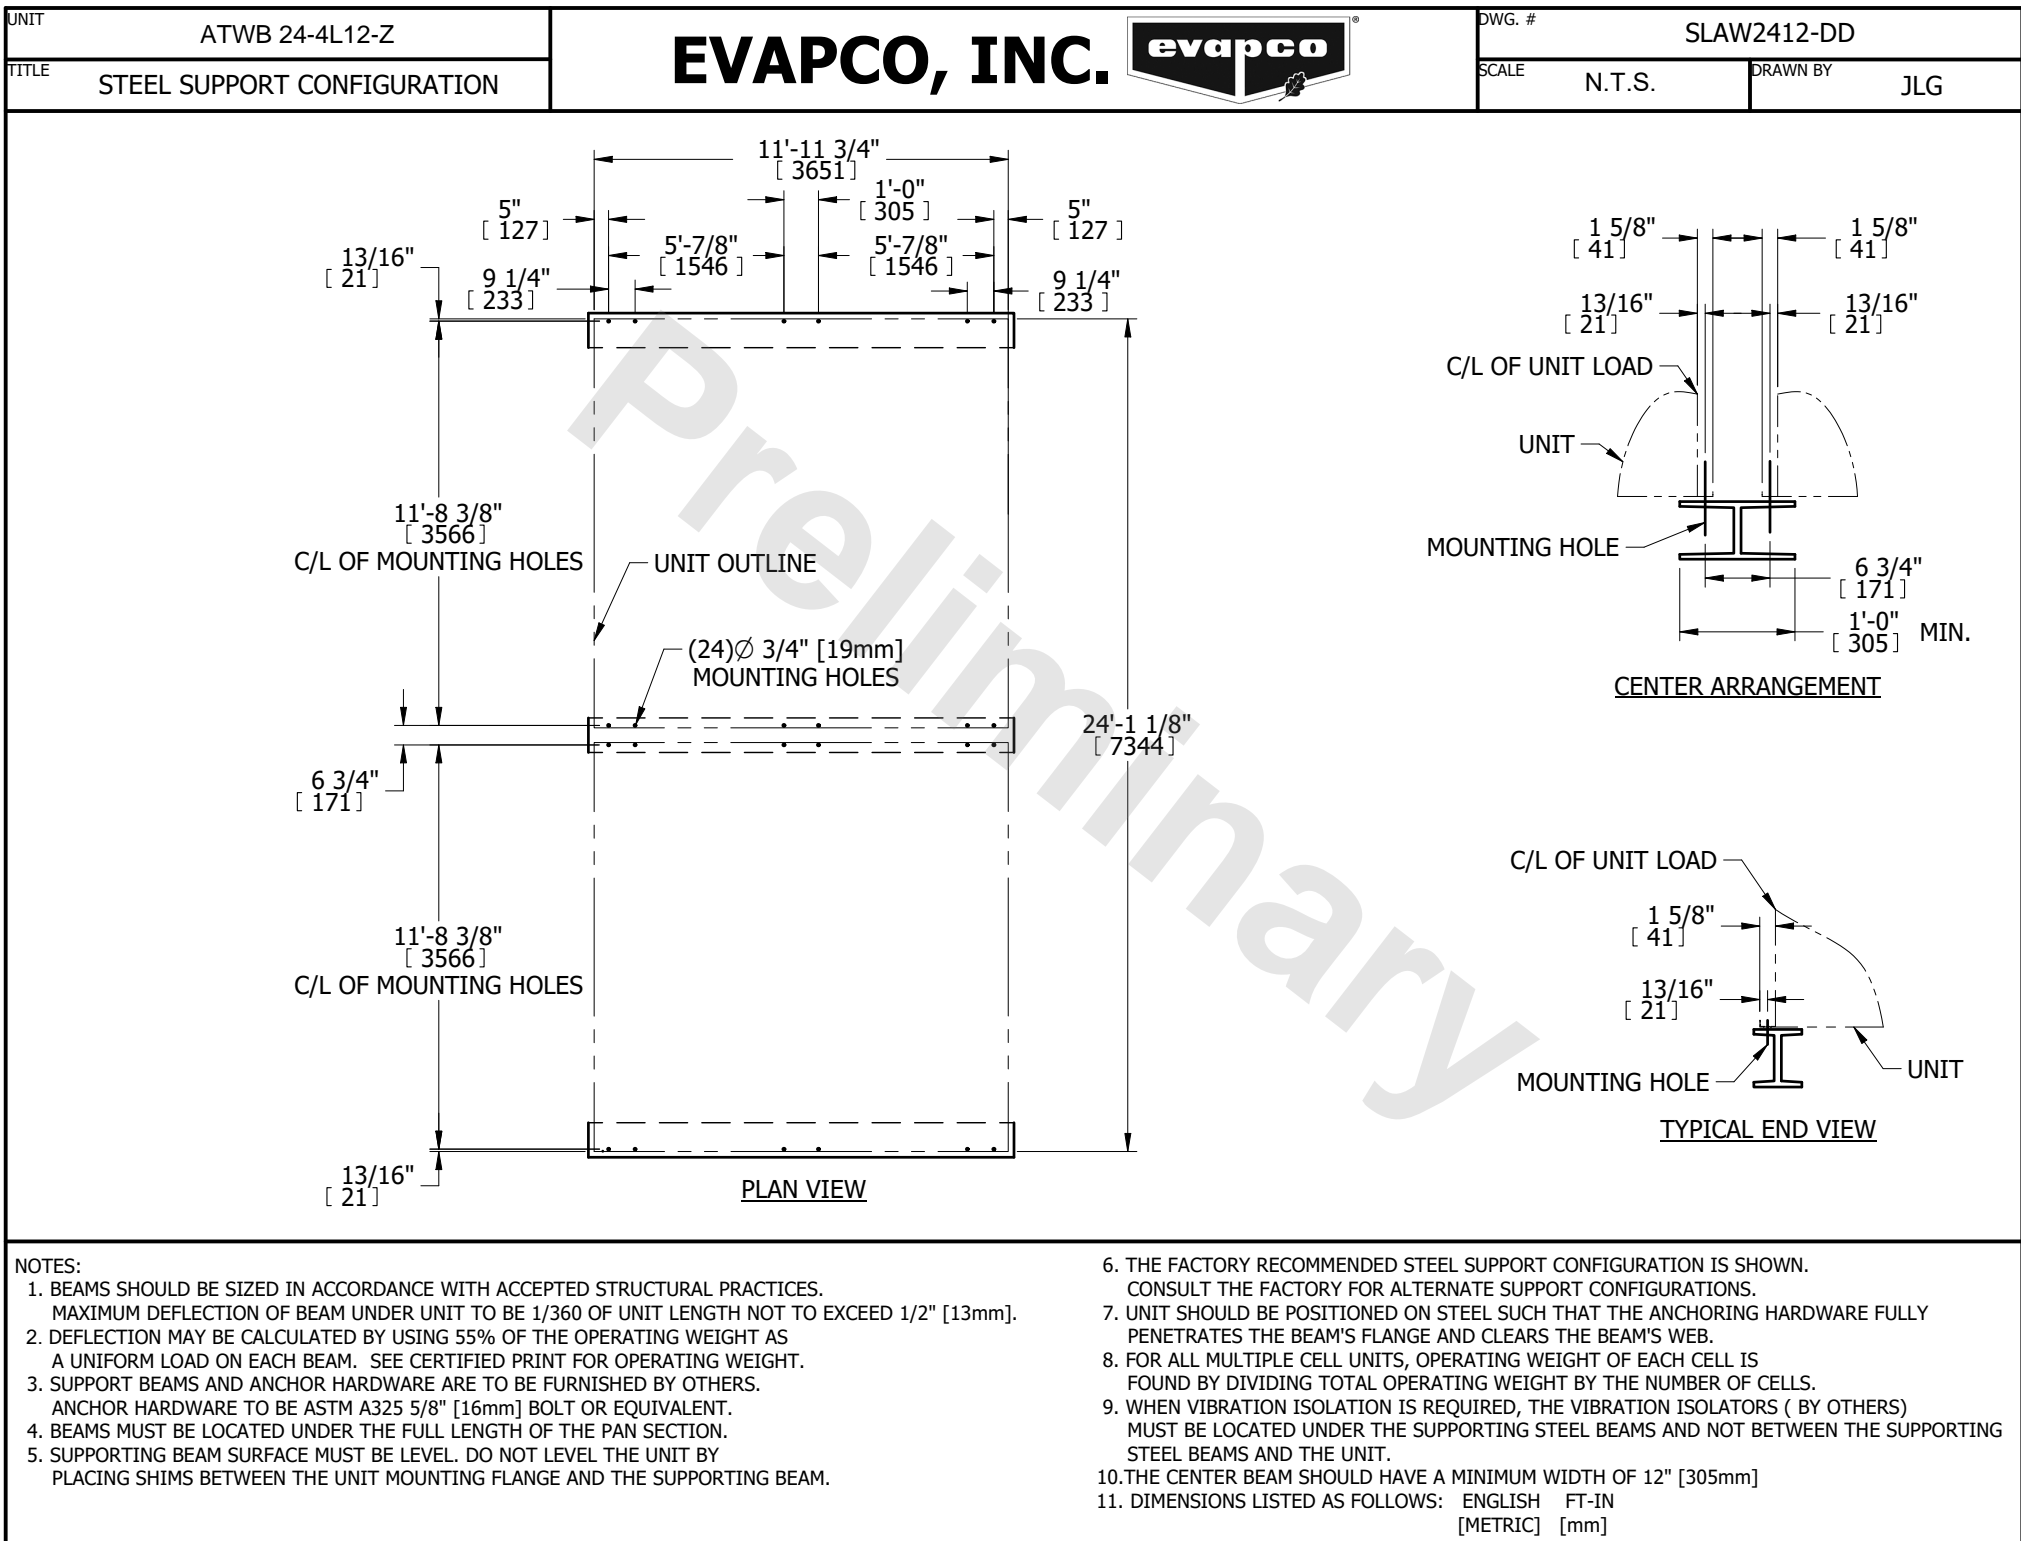 UNIT
ATWB 24-4L12-Z
TITLE
STEEL SUPPORT CONFIGURATION
EVAPCO, INC.
evapco
®
DWG. #
SLAW2412-DD
SCALE
N.T.S.
DRAWN BY
JLG
11'-11 3/4"
[ 3651 ]
1'-0"
[ 305 ]
5"
[ 127 ]
5"
[ 127 ]
5'-7/8"
[ 1546 ]
5'-7/8"
[ 1546 ]
13/16"
[ 21 ]
9 1/4"
[ 233 ]
9 1/4"
[ 233 ]
11'-8 3/8"
[ 3566 ]
C/L OF MOUNTING HOLES
UNIT OUTLINE
(24)∅ 3/4" [19mm]
MOUNTING HOLES
24'-1 1/8"
[ 7344 ]
6 3/4"
[ 171 ]
11'-8 3/8"
[ 3566 ]
C/L OF MOUNTING HOLES
13/16"
[ 21 ]
PLAN VIEW
Preliminary
1 5/8"
[ 41 ]
1 5/8"
[ 41 ]
13/16"
[ 21 ]
13/16"
[ 21 ]
C/L OF UNIT LOAD
UNIT
MOUNTING HOLE
6 3/4"
[ 171 ]
1'-0"
[ 305 ] MIN.
CENTER ARRANGEMENT
C/L OF UNIT LOAD
1 5/8"
[ 41 ]
13/16"
[ 21 ]
MOUNTING HOLE
UNIT
TYPICAL END VIEW
NOTES:
1. BEAMS SHOULD BE SIZED IN ACCORDANCE WITH ACCEPTED STRUCTURAL PRACTICES.
MAXIMUM DEFLECTION OF BEAM UNDER UNIT TO BE 1/360 OF UNIT LENGTH NOT TO EXCEED 1/2" [13mm].
2. DEFLECTION MAY BE CALCULATED BY USING 55% OF THE OPERATING WEIGHT AS
A UNIFORM LOAD ON EACH BEAM. SEE CERTIFIED PRINT FOR OPERATING WEIGHT.
3. SUPPORT BEAMS AND ANCHOR HARDWARE ARE TO BE FURNISHED BY OTHERS.
ANCHOR HARDWARE TO BE ASTM A325 5/8" [16mm] BOLT OR EQUIVALENT.
4. BEAMS MUST BE LOCATED UNDER THE FULL LENGTH OF THE PAN SECTION.
5. SUPPORTING BEAM SURFACE MUST BE LEVEL. DO NOT LEVEL THE UNIT BY
PLACING SHIMS BETWEEN THE UNIT MOUNTING FLANGE AND THE SUPPORTING BEAM.
6. THE FACTORY RECOMMENDED STEEL SUPPORT CONFIGURATION IS SHOWN.
CONSULT THE FACTORY FOR ALTERNATE SUPPORT CONFIGURATIONS.
7. UNIT SHOULD BE POSITIONED ON STEEL SUCH THAT THE ANCHORING HARDWARE FULLY
PENETRATES THE BEAM'S FLANGE AND CLEARS THE BEAM'S WEB.
8. FOR ALL MULTIPLE CELL UNITS, OPERATING WEIGHT OF EACH CELL IS
FOUND BY DIVIDING TOTAL OPERATING WEIGHT BY THE NUMBER OF CELLS.
9. WHEN VIBRATION ISOLATION IS REQUIRED, THE VIBRATION ISOLATORS ( BY OTHERS)
MUST BE LOCATED UNDER THE SUPPORTING STEEL BEAMS AND NOT BETWEEN THE SUPPORTING
STEEL BEAMS AND THE UNIT.
10.THE CENTER BEAM SHOULD HAVE A MINIMUM WIDTH OF 12" [305mm]
11. DIMENSIONS LISTED AS FOLLOWS: ENGLISH FT-IN
[METRIC] [mm]